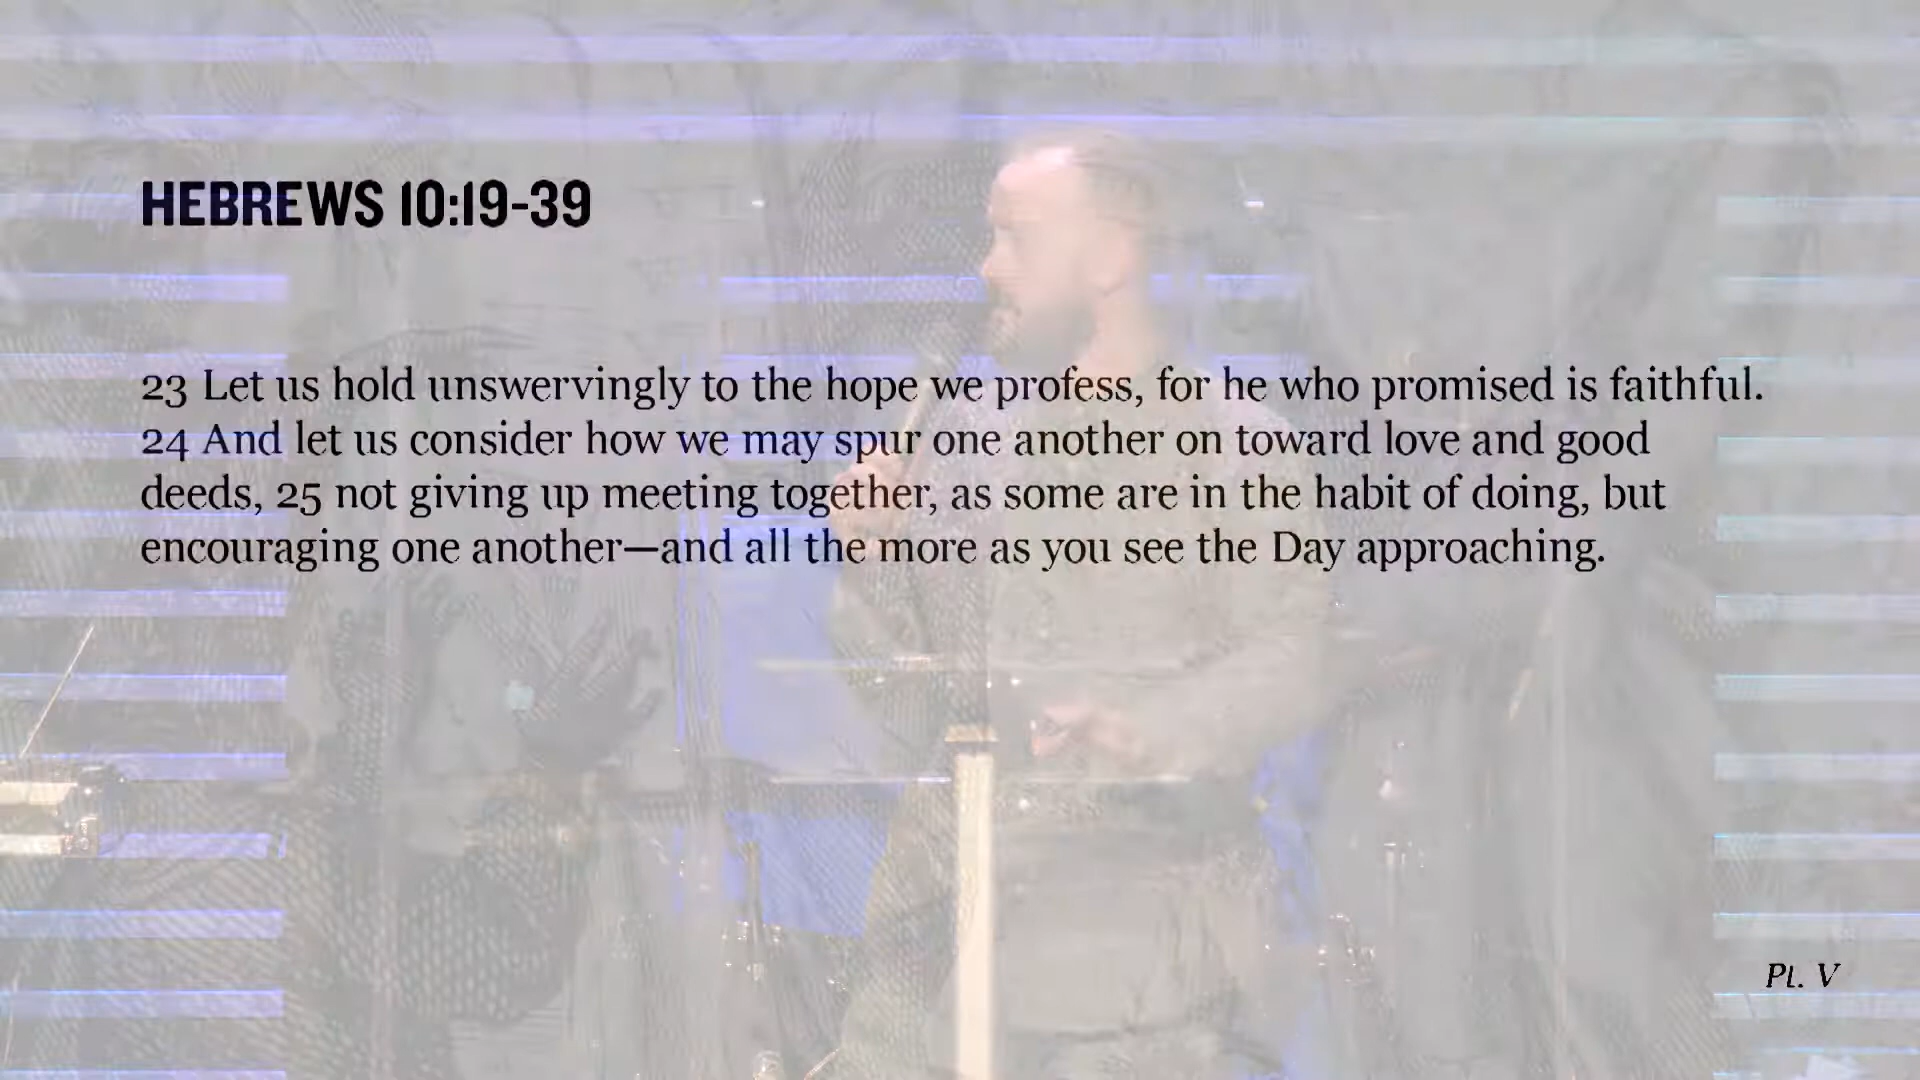 HEBREWS 10:19-39
23 Let us hold unswervingly to the hope we profess, for he who promised is faithful.
24 And let us consider how we may spur one another on toward love and good
deeds, 25 not giving up meeting together, as some are in the habit of doing, but
encouraging one another—and all the more as you see the Day approaching.
Pt. V